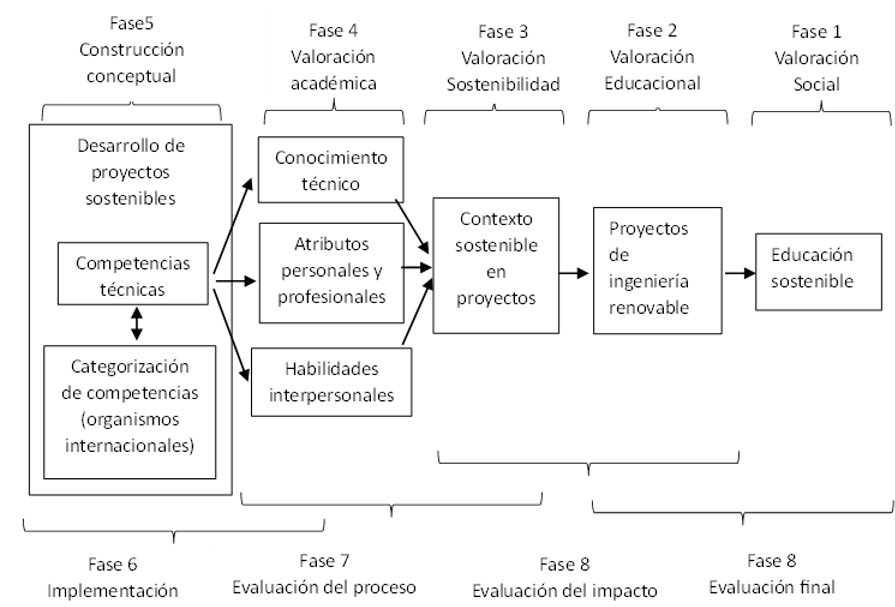 Fase5
Construcción
conceptual
Fase 4
Valoración
académica
Fase 3
Valoración
Sostenibilidad
Fase 2
Valoración
Educacional
Fase 1
Valoración
Social
Desarrollo de
proyectos
sostenibles
Competencias
técnicas
Categorización
de competencias
(organismos
internacionales)
Conocimiento
técnico
Atributos
personales y
profesionales
Habilidades
interpersonales
Contexto
sostenible
en
proyectos
Proyectos
de
ingeniería
renovable
Educación
sostenible
Fase 6
Implementación
Fase 7
Evaluación del proceso
Fase 8
Evaluación del impacto
Fase 8
Evaluación final